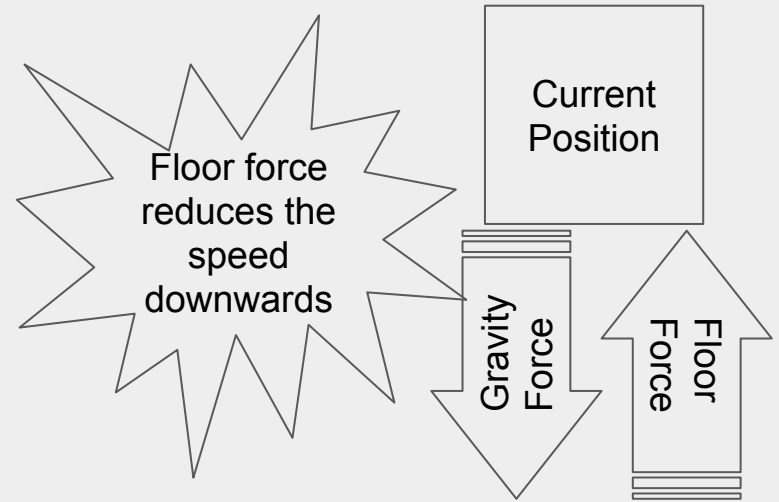 Floor force
reduces the
speed
downwards
Current
Position
Gravity
Force
Floor
Force